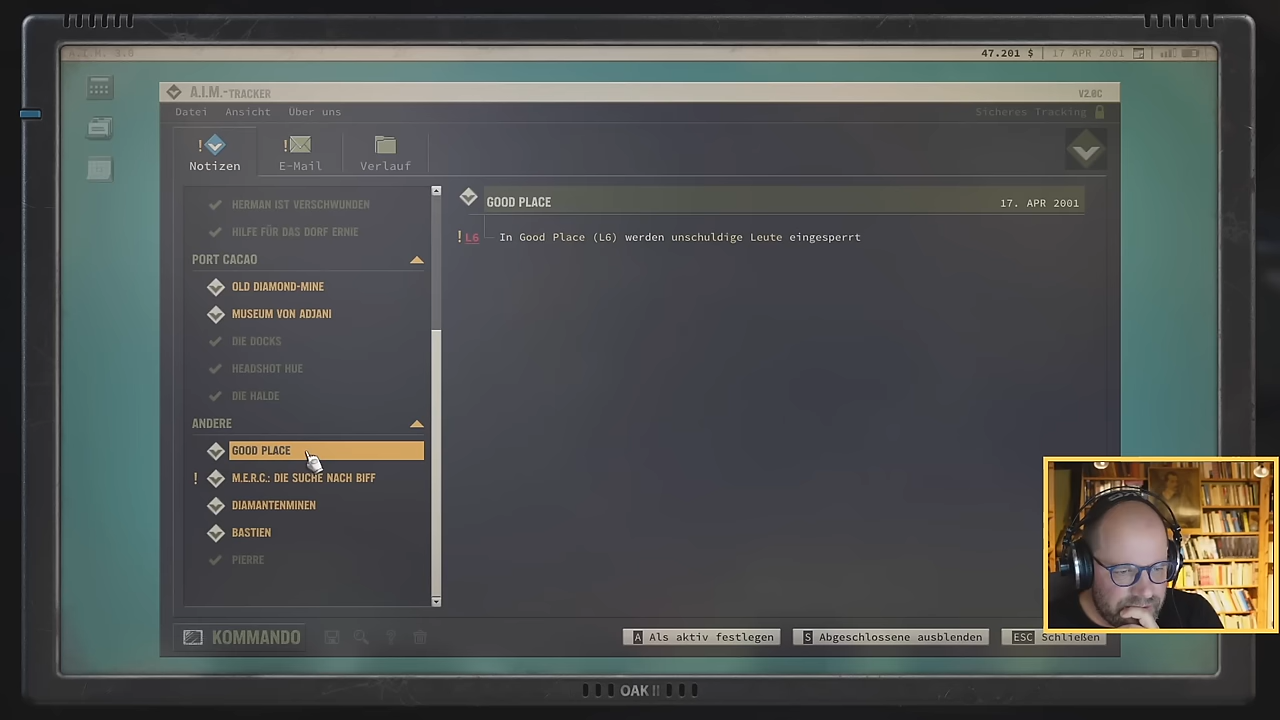 A.I.M. 3.0
47.201 $ | 17 APR 2001
A.I.M.-TRACKER
V2.0C
Datei Ansicht Über uns
Sicheres Tracking
Notizen
E-Mail
Verlauf
HERMAN IST VERSCHWUNDEN
HILFE FÜR DAS DORF ERNIE
PORT CACAO
OLD DIAMOND-MINE
MUSEUM VON ADJANI
DIE DOCKS
HEADSHOT HUE
DIE HALDE
ANDERE
GOOD PLACE
! M.E.R.C.: DIE SUCHE NACH BIFF
DIAMANTENMINEN
BASTIEN
PIERRE
GOOD PLACE
17. APR 2001
! L6 In Good Place (L6) werden unschuldige Leute eingesperrt
KOMMANDO
A Als aktiv festlegen
S Abgeschlossene ausblenden
ESC Schließen
OAK II